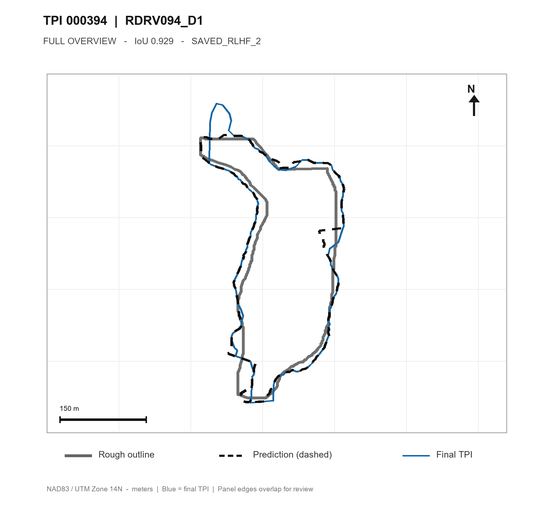 TPI 000394 | RDRV094_D1
FULL OVERVIEW - IoU 0.929 - SAVED_RLHF_2
N
150 m
Rough outline
Prediction (dashed)
Final TPI
NAD83 / UTM Zone 14N - meters | Blue = final TPI | Panel edges overlap for review